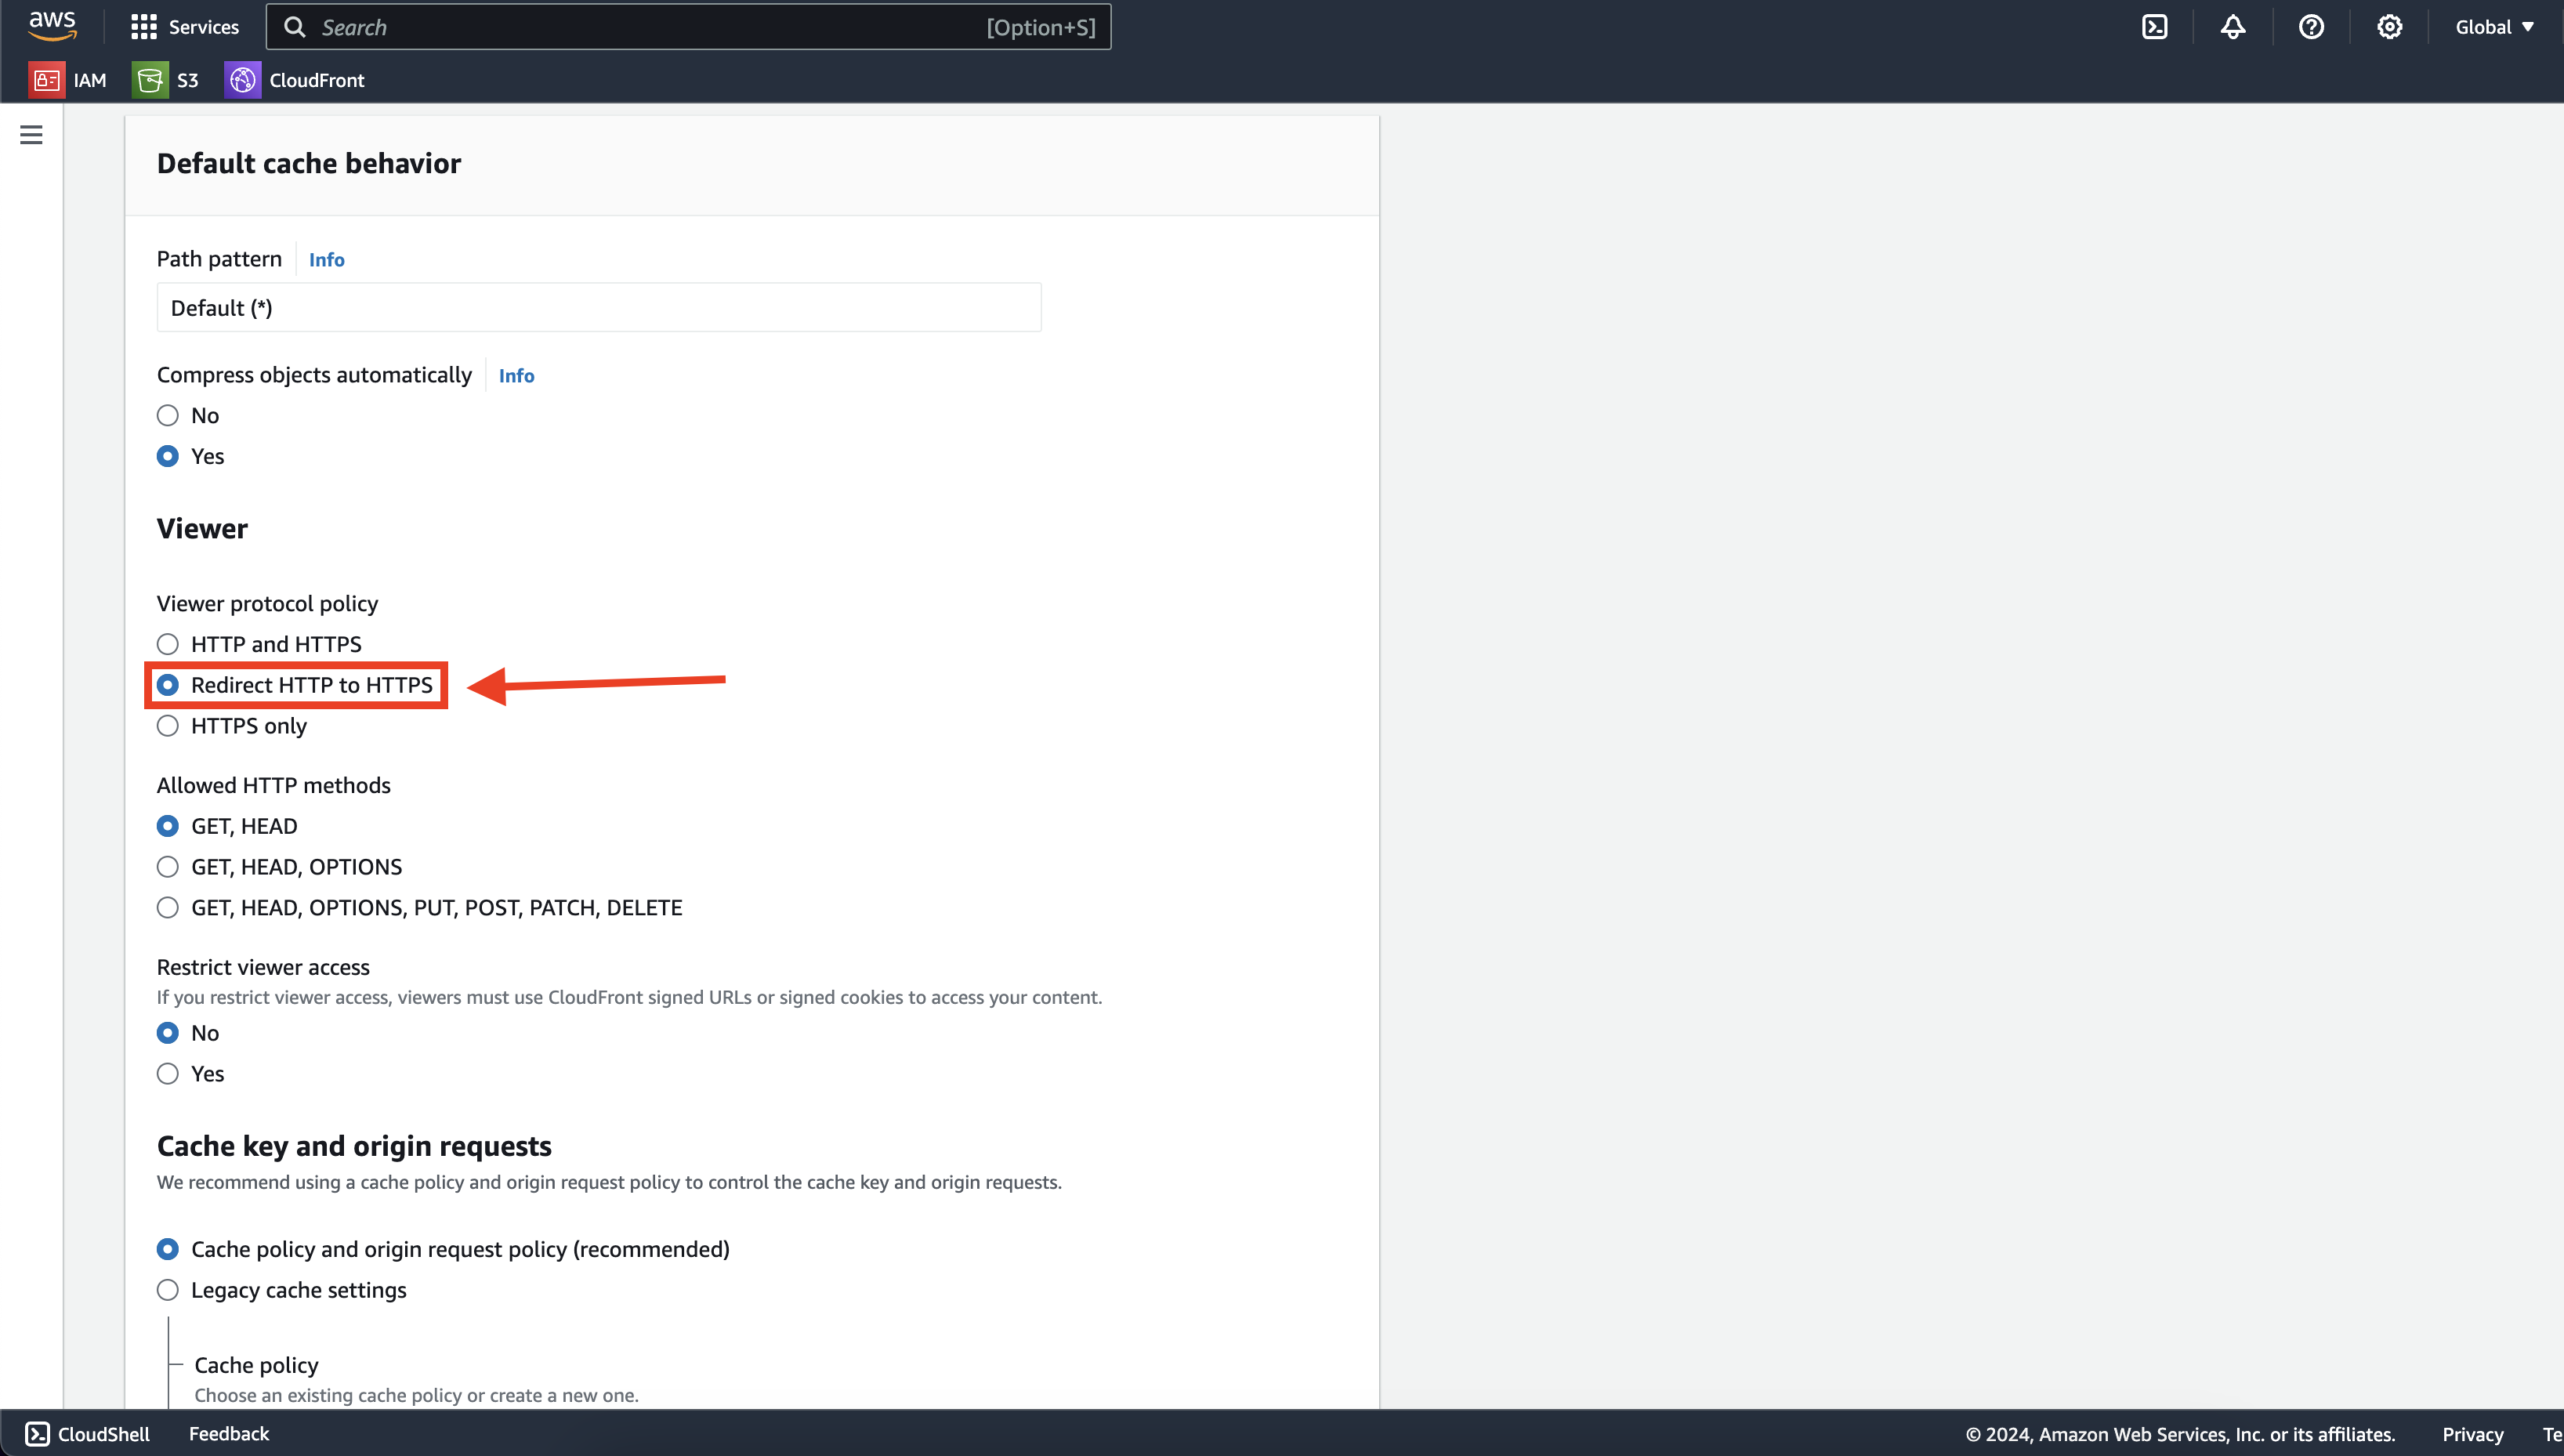 aws
Services
Search
[Option+S]
Global
IAM
S3
CloudFront
Default cache behavior
Path pattern
Info
Default (*)
Compress objects automatically
Info
No
Yes
Viewer
Viewer protocol policy
HTTP and HTTPS
Redirect HTTP to HTTPS
HTTPS only
Allowed HTTP methods
GET, HEAD
GET, HEAD, OPTIONS
GET, HEAD, OPTIONS, PUT, POST, PATCH, DELETE
Restrict viewer access
If you restrict viewer access, viewers must use CloudFront signed URLs or signed cookies to access your content.
No
Yes
Cache key and origin requests
We recommend using a cache policy and origin request policy to control the cache key and origin requests.
Cache policy and origin request policy (recommended)
Legacy cache settings
Cache policy
Choose an existing cache policy or create a new one.
CloudShell
Feedback
© 2024, Amazon Web Services, Inc. or its affiliates.
Privacy
Te